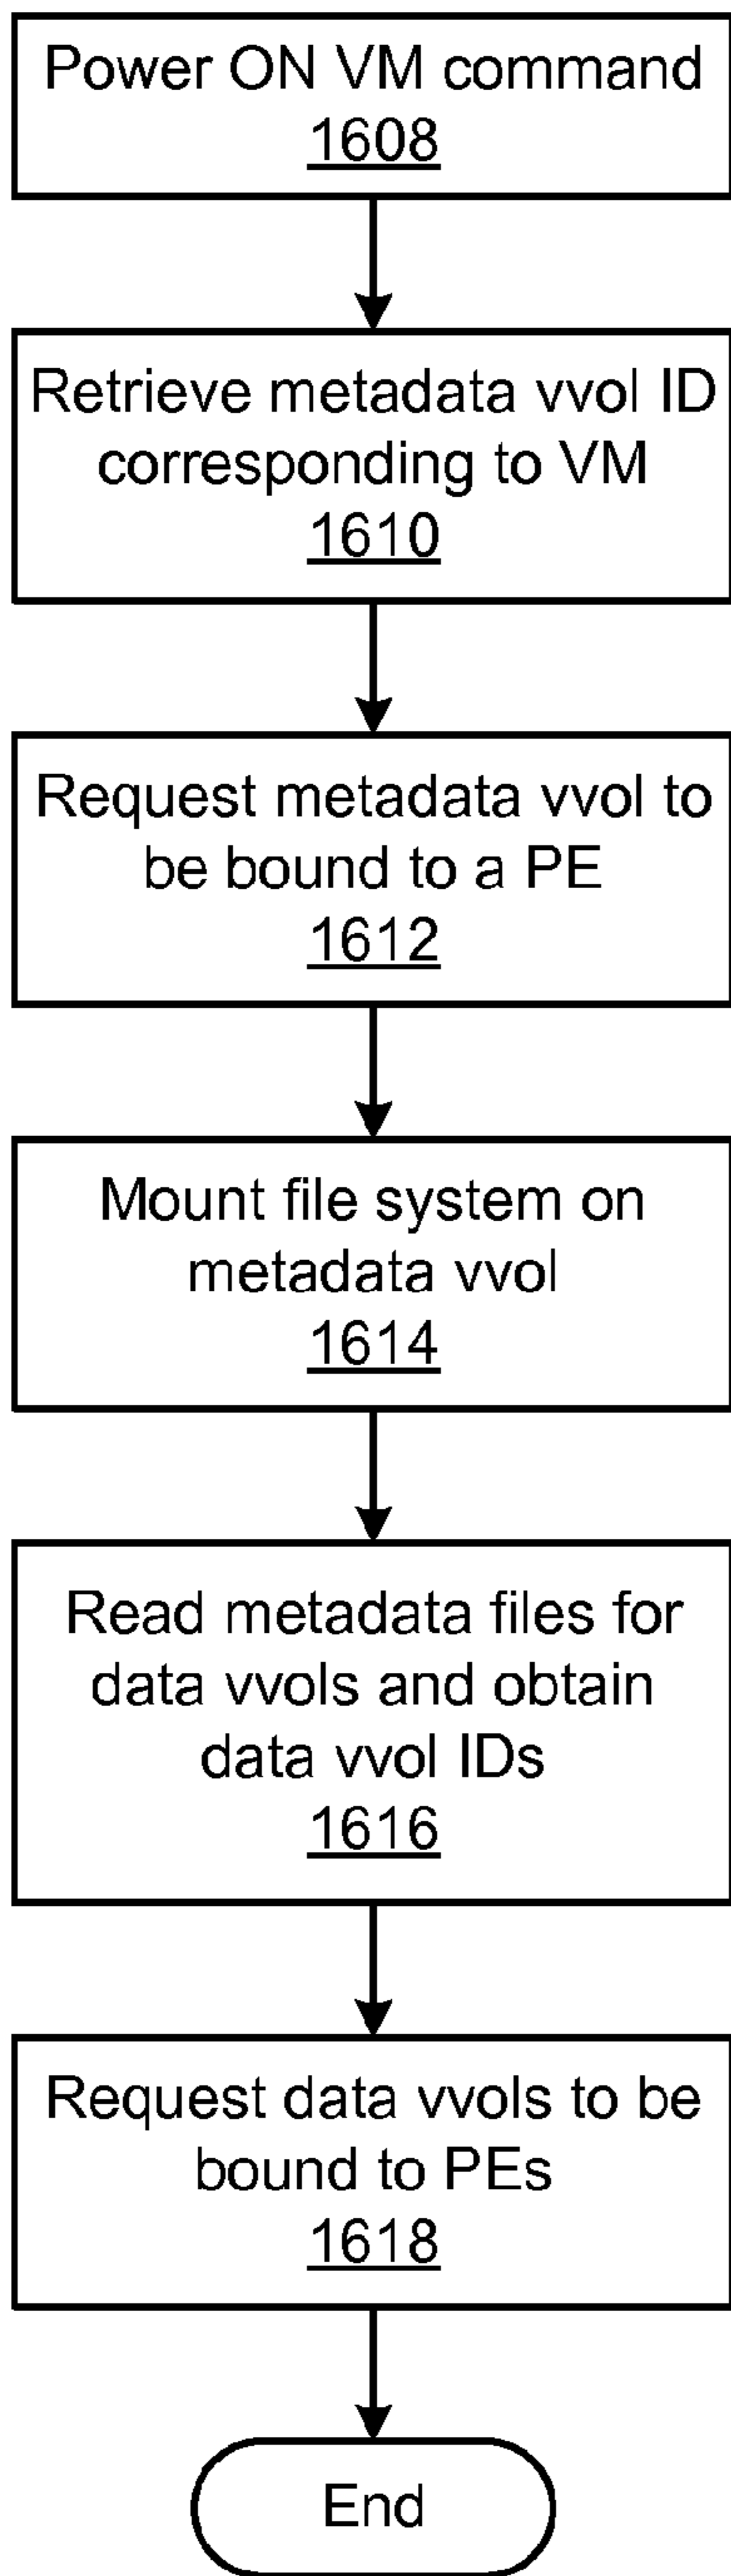 Power ON VM command
1608
Retrieve metadata vvol ID
corresponding to VM
1610
Request metadata vvol to
be bound to a PE
1612
Mount file system on
metadata vvol
1614
Read metadata files for
data vvols and obtain
data vvol IDs
1616
Request data vvols to be
bound to PEs
1618
End